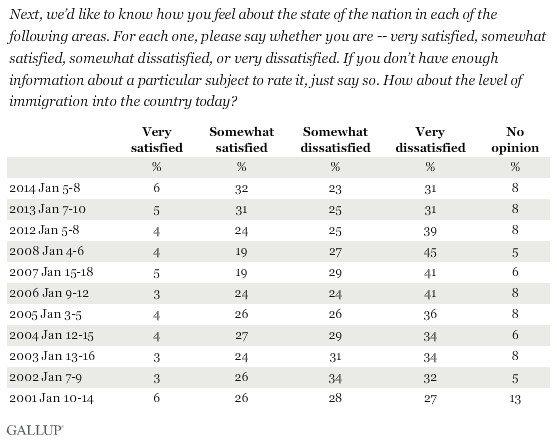 Next, we'd like to know how you feel about the state of the nation in each of the
following areas. For each one, please say whether you are -- very satisfied, somewhat
satisfied, somewhat dissatisfied, or very dissatisfied. If you don't have enough
information about a particular subject to rate it, just say so. How about the level of
immigration into the country today?
Very satisfied Somewhat satisfied Somewhat dissatisfied Very dissatisfied No opinion
% % % % %
2014 Jan 5-8 6 32 23 31 8
2013 Jan 7-10 5 31 25 31 8
2012 Jan 5-8 4 24 25 39 8
2008 Jan 4-6 4 19 27 45 5
2007 Jan 15-18 5 19 29 41 6
2006 Jan 9-12 3 24 24 41 8
2005 Jan 3-5 4 26 26 36 8
2004 Jan 12-15 4 27 29 34 6
2003 Jan 13-16 3 24 31 34 8
2002 Jan 7-9 3 26 34 32 5
2001 Jan 10-14 6 26 28 27 13
GALLUP